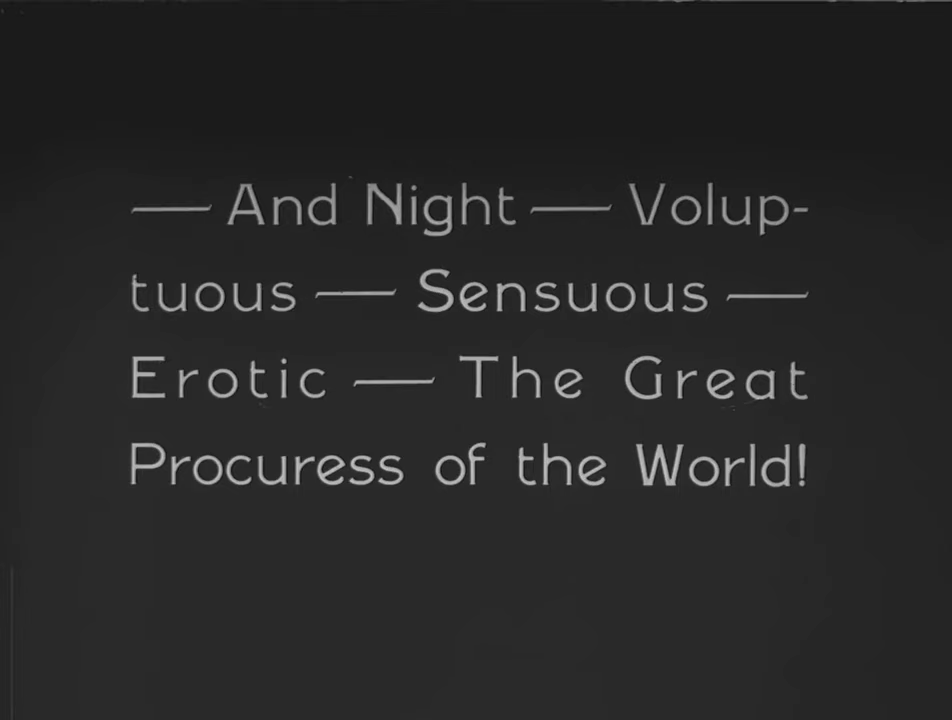 — And Night — Volup-
tuous — Sensuous —
Erotic — The Great
Procuress of the World!